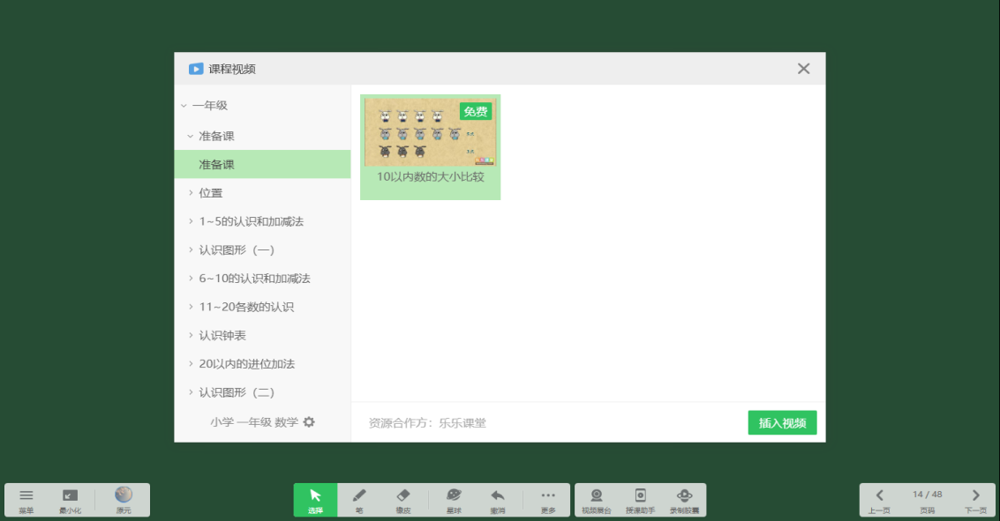 课程视频
一年级
准备课
准备课
位置
1~5的认识和加减法
认识图形（一）
6~10的认识和加减法
11~20各数的认识
认识钟表
20以内的进位加法
认识图形（二）
小学 一年级 数学
免费
10以内数的大小比较
资源合作方：乐乐课堂
插入视频
菜单
最小化
原元
选择
笔
橡皮
星球
撤消
更多
视频展台
授课助手
录制胶囊
14 / 48
上一页
页码
下一页